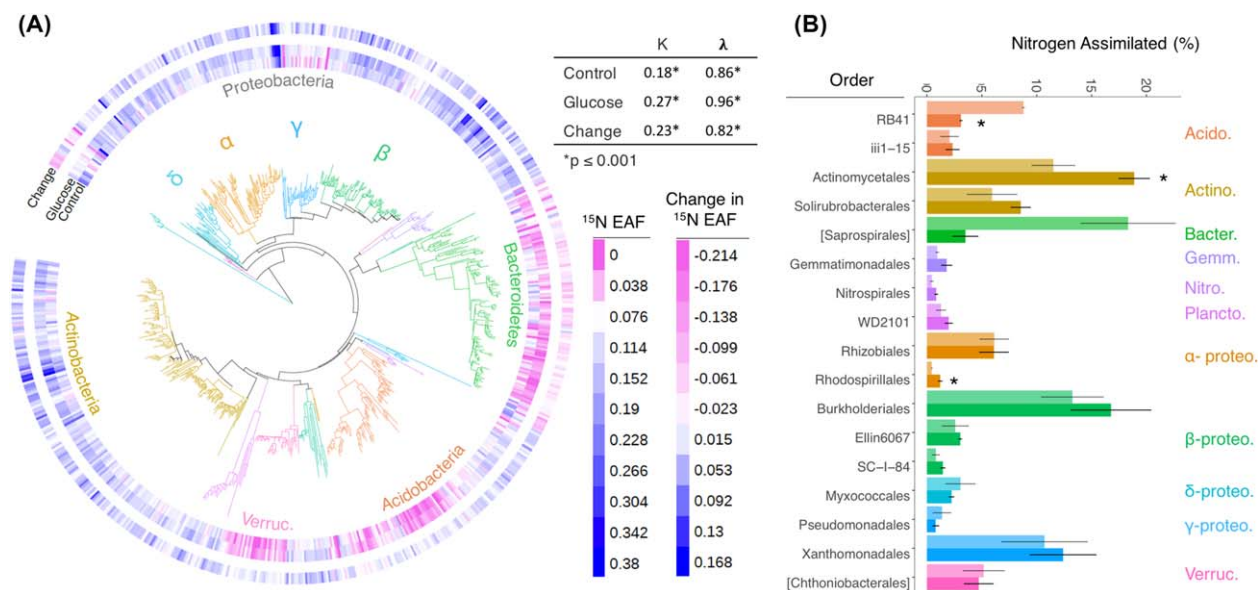 (A)
Proteobacteria
δ
α
γ
β
Change
Glucose
Control
Bacteroidetes
Actinobacteria
Acidobacteria
Verruc.
K λ
Control 0.18* 0.86*
Glucose 0.27* 0.96*
Change 0.23* 0.82*
*p ≤ 0.001
¹⁵N EAF
0
0.038
0.076
0.114
0.152
0.19
0.228
0.266
0.304
0.342
0.38
Change in
¹⁵N EAF
-0.214
-0.176
-0.138
-0.099
-0.061
-0.023
0.015
0.053
0.092
0.13
0.168
(B)
Nitrogen Assimilated (%)
Order
0 5 10 15 20
RB41 *
Acido.
iii1-15
Actinomycetales *
Actino.
Solirubrobacterales
[Saprospirales]
Bacter.
Gemmatimonadales
Gemm.
Nitrospirales
Nitro.
WD2101
Plancto.
Rhizobiales
α- proteo.
Rhodospirillales *
Burkholderiales
Ellin6067
β-proteo.
SC-I-84
Myxococcales
δ-proteo.
Pseudomonadales
γ-proteo.
Xanthomonadales
[Chthoniobacterales]
Verruc.